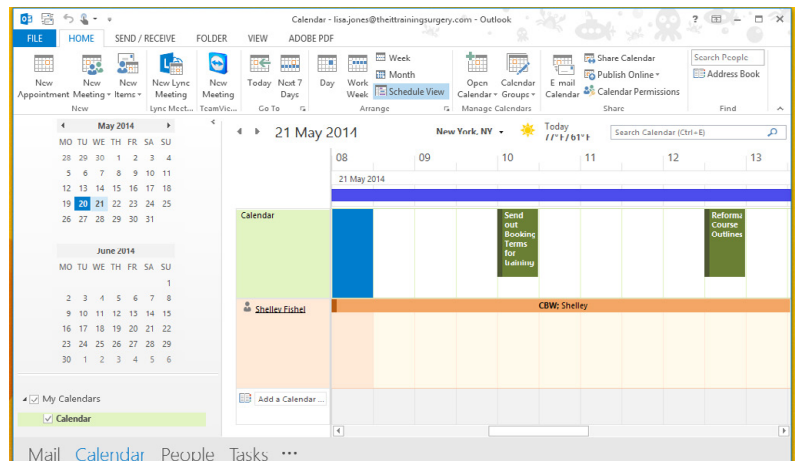 Calendar - lisa.jones@theittrainingsurgery.com - Outlook
?
FILE HOME SEND / RECEIVE FOLDER VIEW ADOBE PDF
New Appointment
New Meeting
New Items
New
New Lync Meeting
Lync Meet...
New Meeting
TeamVie...
Today
Next 7 Days
Go To
Day
Work Week
Week
Month
Schedule View
Arrange
Open Calendar
Calendar Groups
Manage Calendars
E mail Calendar
Share Calendar
Publish Online
Calendar Permissions
Share
Search People
Address Book
Find
May 2014
MO TU WE TH FR SA SU
28 29 30 1 2 3 4
5 6 7 8 9 10 11
12 13 14 15 16 17 18
19 20 21 22 23 24 25
26 27 28 29 30 31
June 2014
MO TU WE TH FR SA SU
1
2 3 4 5 6 7 8
9 10 11 12 13 14 15
16 17 18 19 20 21 22
23 24 25 26 27 28 29
30 1 2 3 4 5 6
My Calendars
Calendar
21 May 2014
New York, NY
Today
77°F/61°F
Search Calendar (Ctrl+E)
08 09 10 11 12 13
21 May 2014
Calendar
Send
out
Booking
Terms
for
training
Reforma
Course
Outlines
Shelley Fishel
CBW; Shelley
Add a Calendar ...
Mail Calendar People Tasks •••